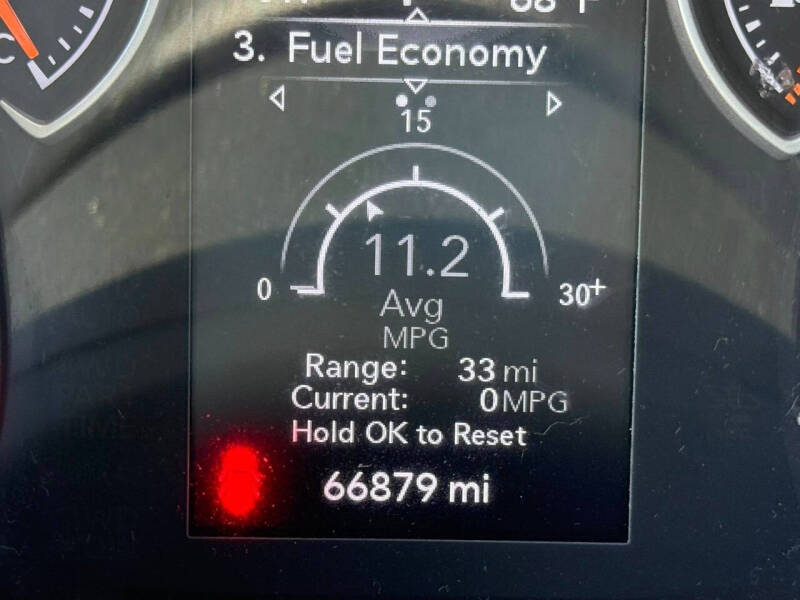 3. Fuel Economy
15
11.2
0 30+
Avg
MPG
Range: 33 mi
Current: 0 MPG
Hold OK to Reset
66879 mi